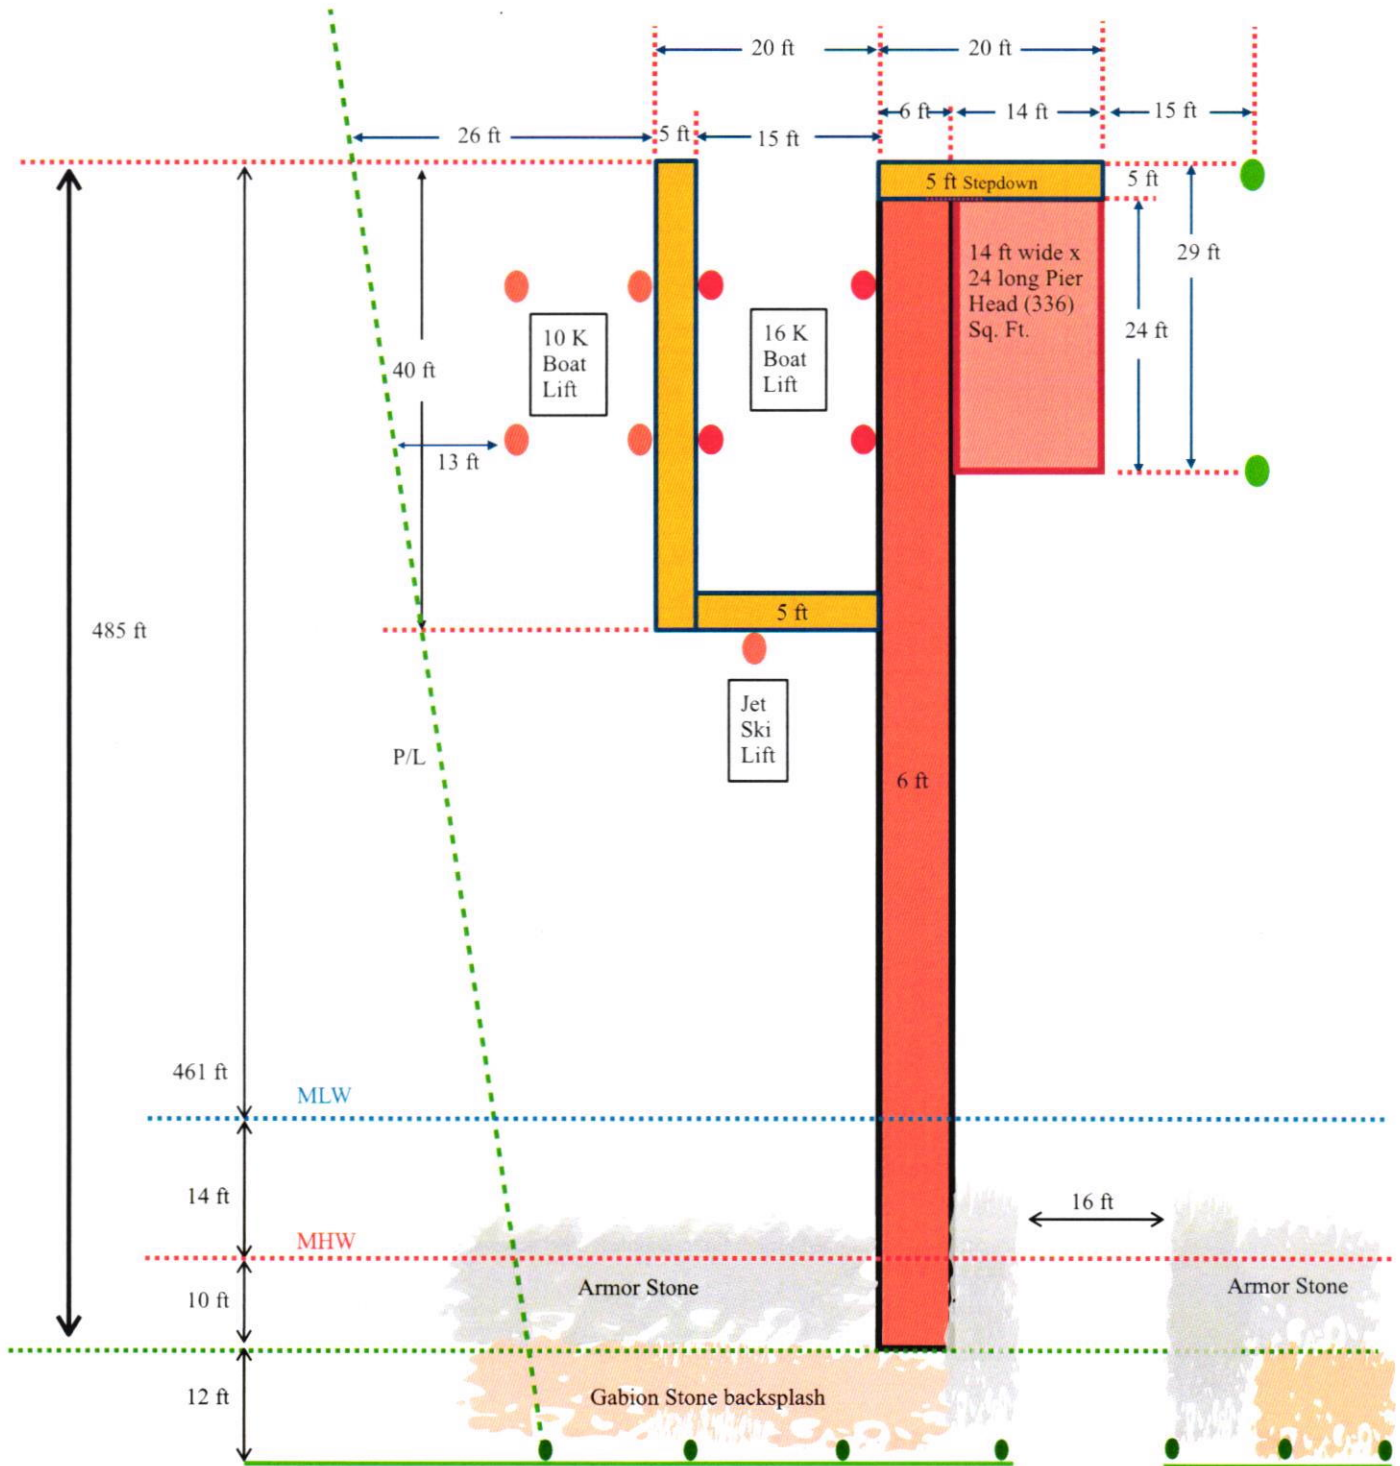 20 ft
20 ft
6 ft
14 ft
15 ft
26 ft
5 ft
15 ft
5 ft Stepdown
5 ft
14 ft wide x
24 long Pier
Head (336)
Sq. Ft.
29 ft
24 ft
10 K
Boat
Lift
16 K
Boat
Lift
40 ft
13 ft
5 ft
485 ft
Jet
Ski
Lift
P/L
6 ft
461 ft
MLW
14 ft
16 ft
MHW
10 ft
Armor Stone
Armor Stone
12 ft
Gabion Stone backsplash